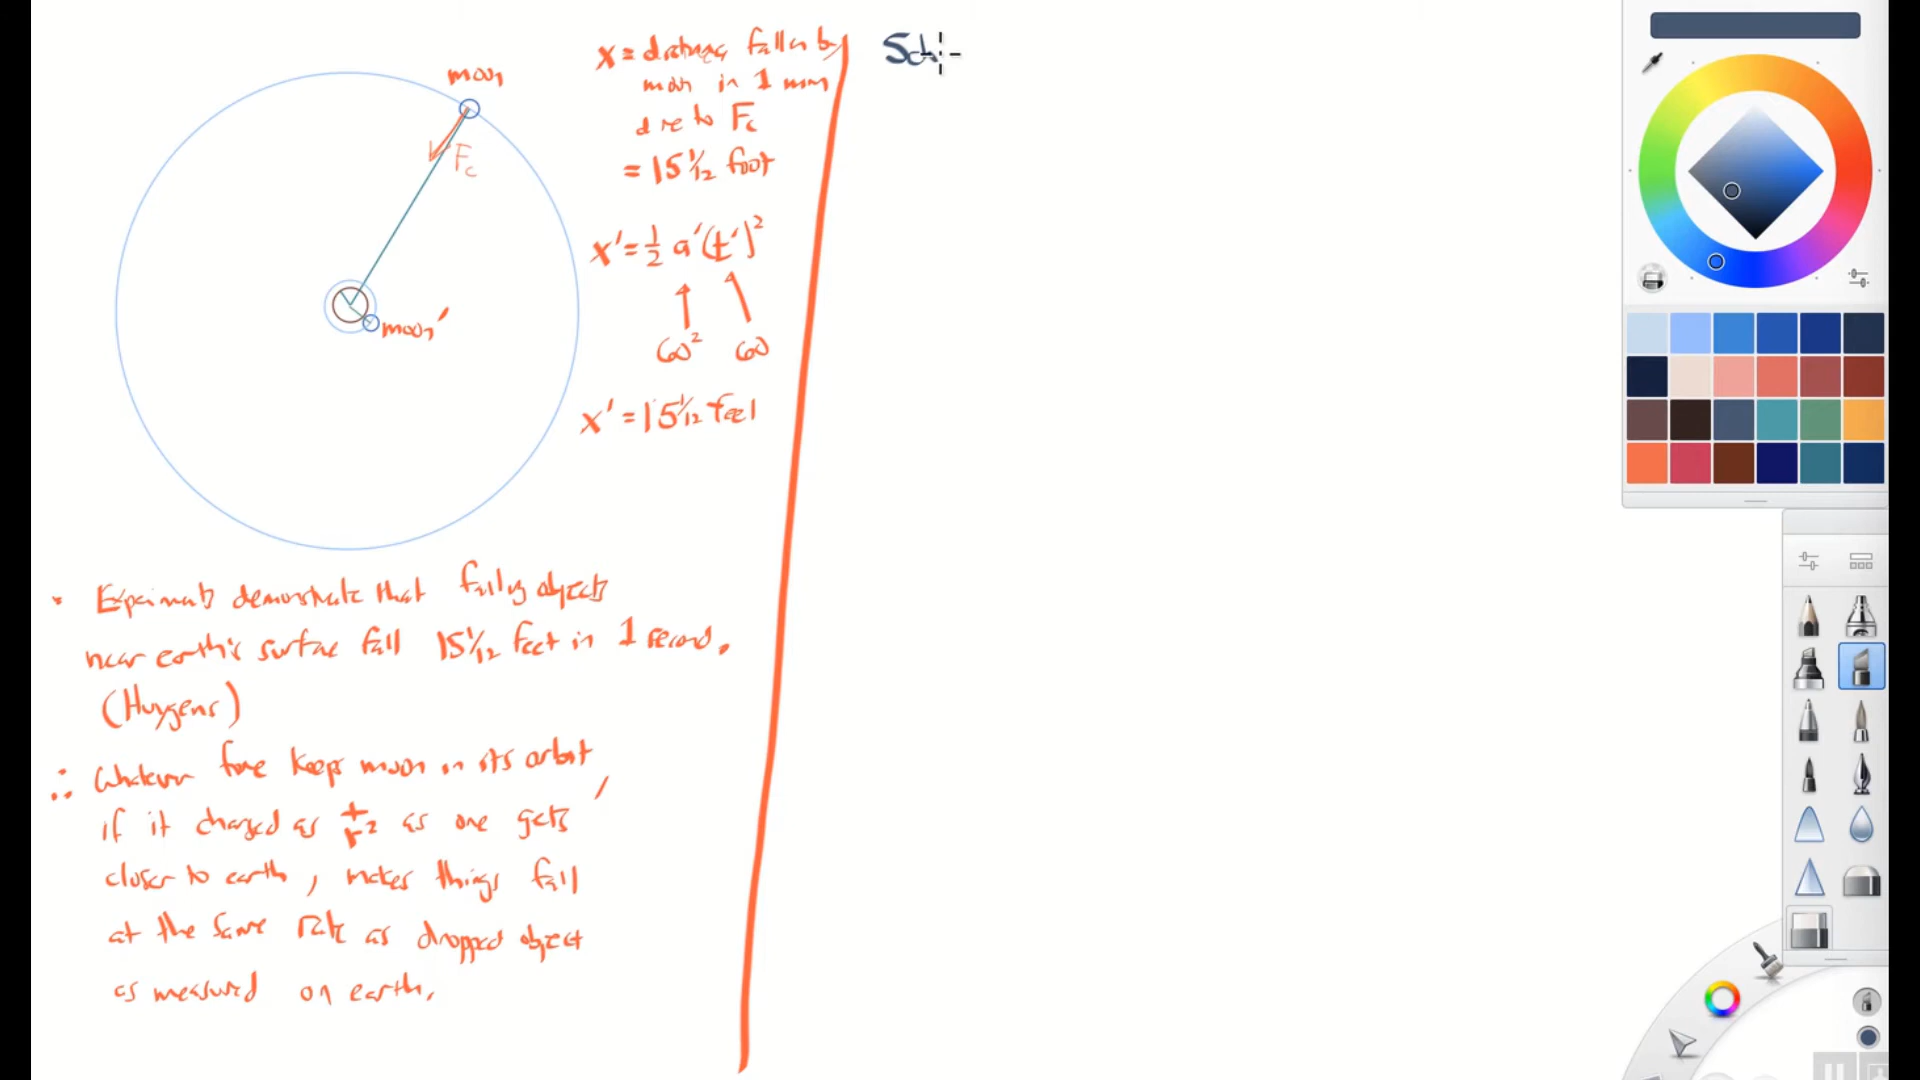 moon
Fc
moon'
x = distance fallen by
moon in 1 min
due to Fc
= 15 1/12 foot
x' = 1/2 a' (t')²
60² 60
x' = 15 1/12 feet
• Experiments demonstrate that falling objects
near earth's surface fall 15 1/12 feet in 1 second.
(Huygens)
∴ Whatever force keeps moon in its orbit,
if it changed as 1/r² as one gets
closer to earth, makes things fall
at the same rate as dropped object
as measured on earth.